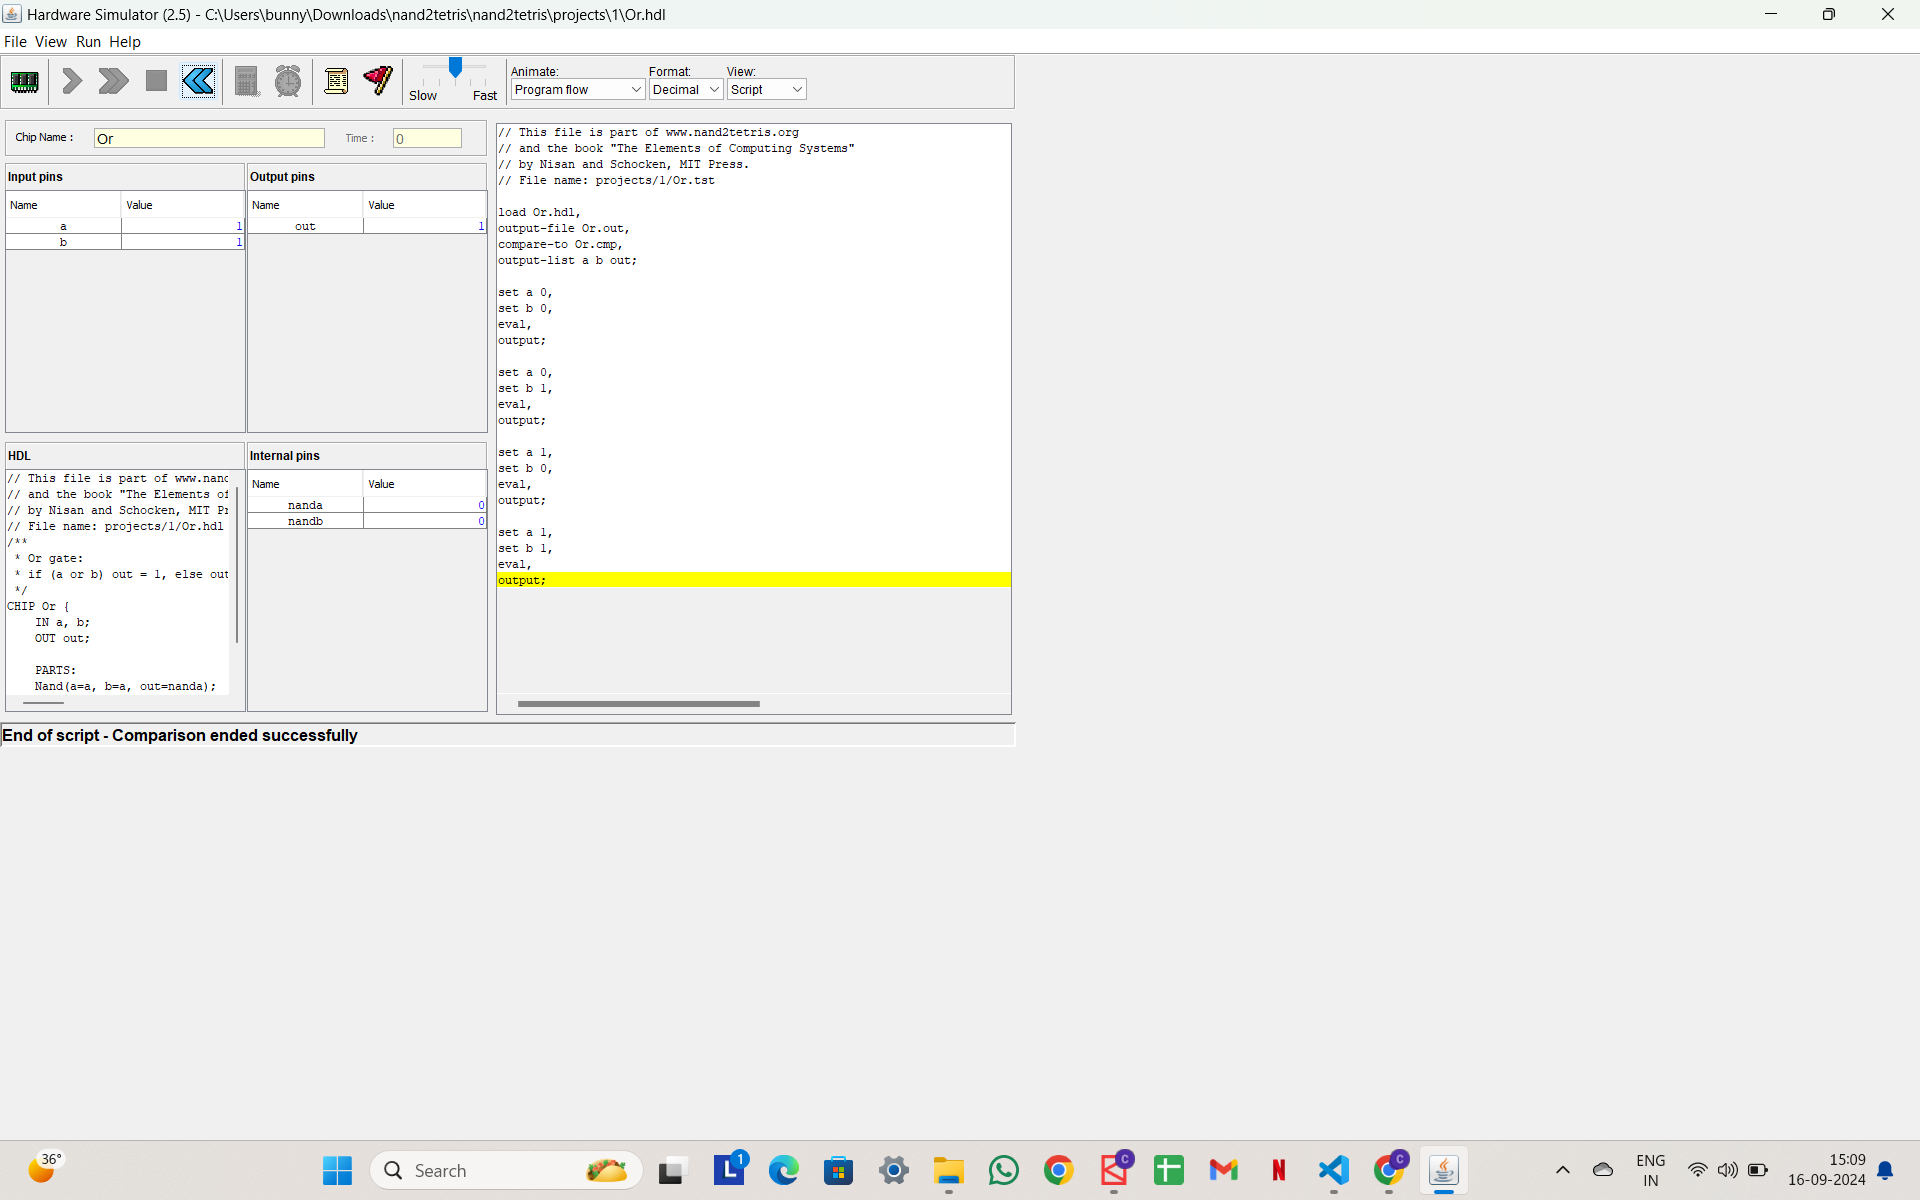 Hardware Simulator (2.5) - C:\Users\bunny\Downloads\nand2tetris\nand2tetris\projects\1\Or.hdl
File View Run Help
Slow Fast
Animate: Format: View:
Program flow Decimal Script
Chip Name : Or Time : 0
Input pins
Name Value
a 1
b 1
Output pins
Name Value
out 1
HDL
// This file is part of www.nand
// and the book "The Elements of
// by Nisan and Schocken, MIT Pr
// File name: projects/1/Or.hdl
/**
* Or gate:
* if (a or b) out = 1, else out
*/
CHIP Or {
IN a, b;
OUT out;
PARTS:
Nand(a=a, b=a, out=nanda);
Internal pins
Name Value
nanda 0
nandb 0
// This file is part of www.nand2tetris.org
// and the book "The Elements of Computing Systems"
// by Nisan and Schocken, MIT Press.
// File name: projects/1/Or.tst
load Or.hdl,
output-file Or.out,
compare-to Or.cmp,
output-list a b out;
set a 0,
set b 0,
eval,
output;
set a 0,
set b 1,
eval,
output;
set a 1,
set b 0,
eval,
output;
set a 1,
set b 1,
eval,
output;
End of script - Comparison ended successfully
36°
Search
L 1
C
N
C
ENG
IN
15:09
16-09-2024